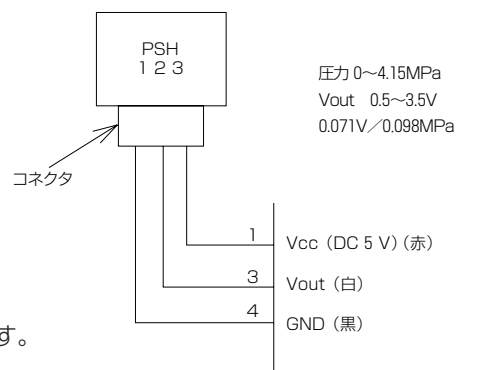 PSH
1 2 3
圧力 0～4.15MPa
Vout 0.5～3.5V
0.071V／0.098MPa
コネクタ
1 Vcc（DC 5 V）（赤）
3 Vout（白）
4 GND（黒）
す。